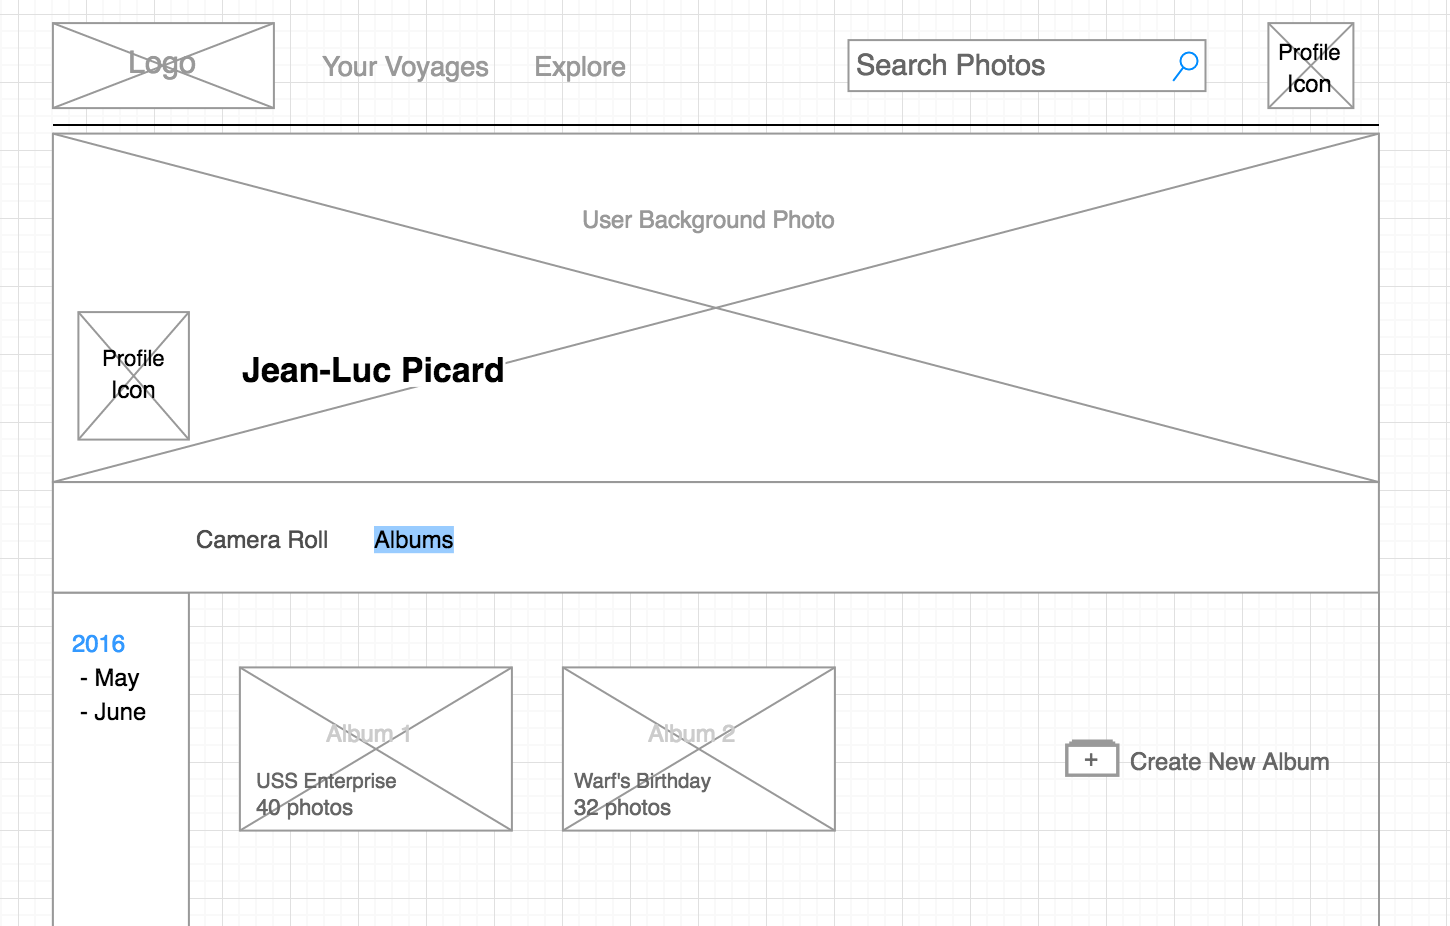 Logo
Your Voyages
Explore
Search Photos
Profile
Icon
User Background Photo
Profile
Icon
Jean-Luc Picard
Camera Roll
Albums
2016
- May
- June
Album 1
USS Enterprise
40 photos
Album 2
Warf's Birthday
32 photos
+
Create New Album